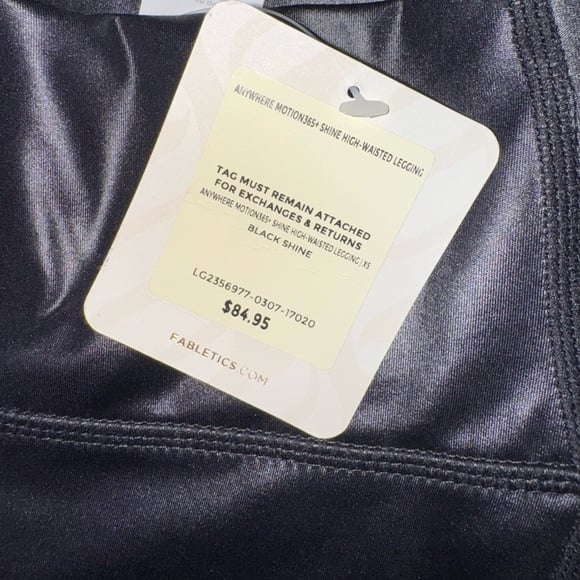 ANYWHERE MOTION365+ SHINE HIGH-WAISTED LEGGING
TAG MUST REMAIN ATTACHED
FOR EXCHANGES & RETURNS
ANYWHERE MOTION365+ SHINE HIGH-WAISTED LEGGING | XS
BLACK SHINE
LG2356977-0307-17020
$84.95
FABLETICS.COM